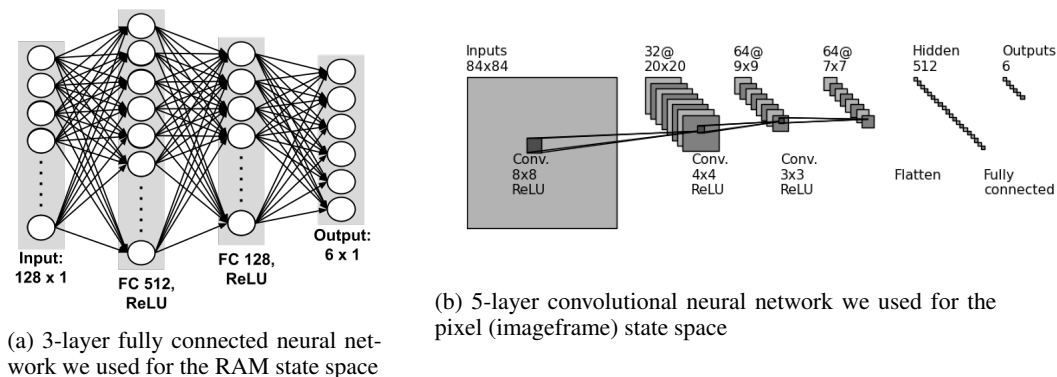 Input:
128 x 1
FC 512,
ReLU
FC 128,
ReLU
Output:
6 x 1
(a) 3-layer fully connected neural net-
work we used for the RAM state space
Inputs
84x84
32@
20x20
64@
9x9
64@
7x7
Hidden
512
Outputs
6
Conv.
8x8
ReLU
Conv.
4x4
ReLU
Conv.
3x3
ReLU
Flatten
Fully
connected
(b) 5-layer convolutional neural network we used for the
pixel (imageframe) state space